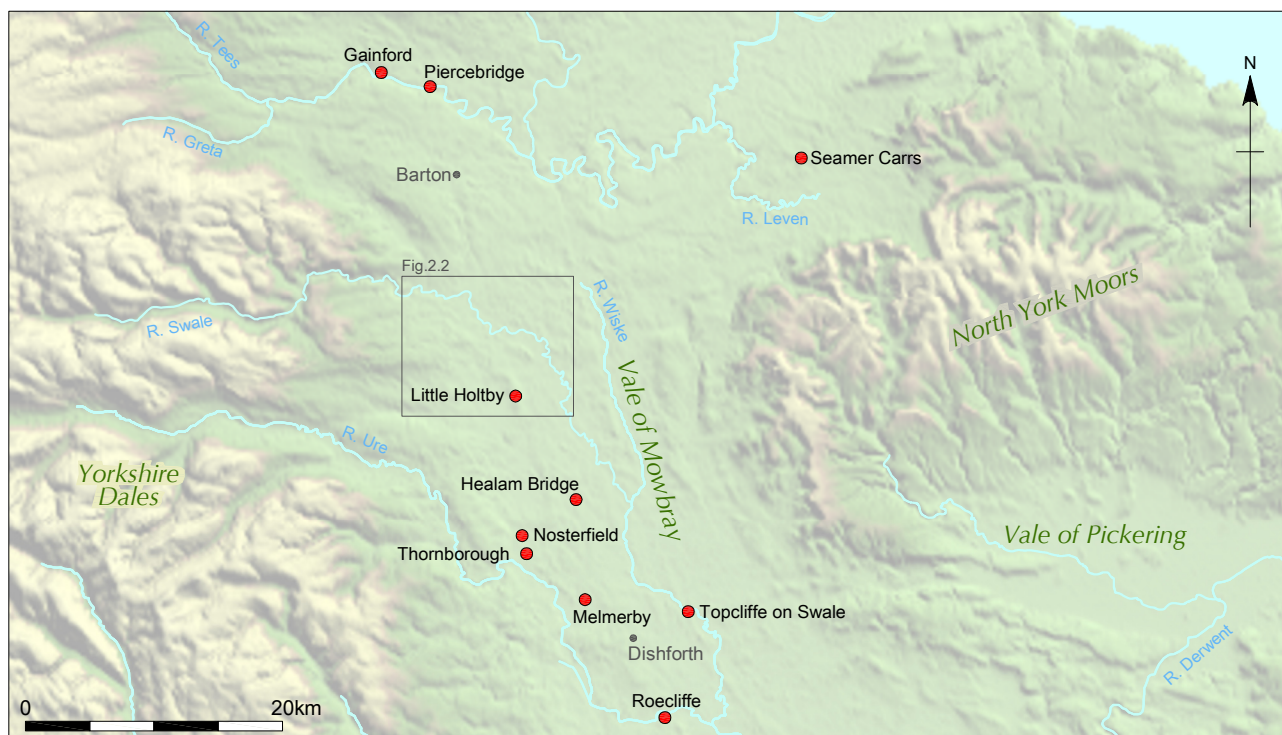 R. Tees
Gainford
Piercebridge
N
R. Greta
Barton
Seamer Carrs
R. Leven
Fig.2.2
R. Swale
R. Wiske
North York Moors
Little Holtby
Vale of Mowbray
R. Ure
Yorkshire
Dales
Healam Bridge
Nosterfield
Thornborough
Vale of Pickering
Melmerby
Topcliffe on Swale
Dishforth
R. Derwent
Roecliffe
0
20km